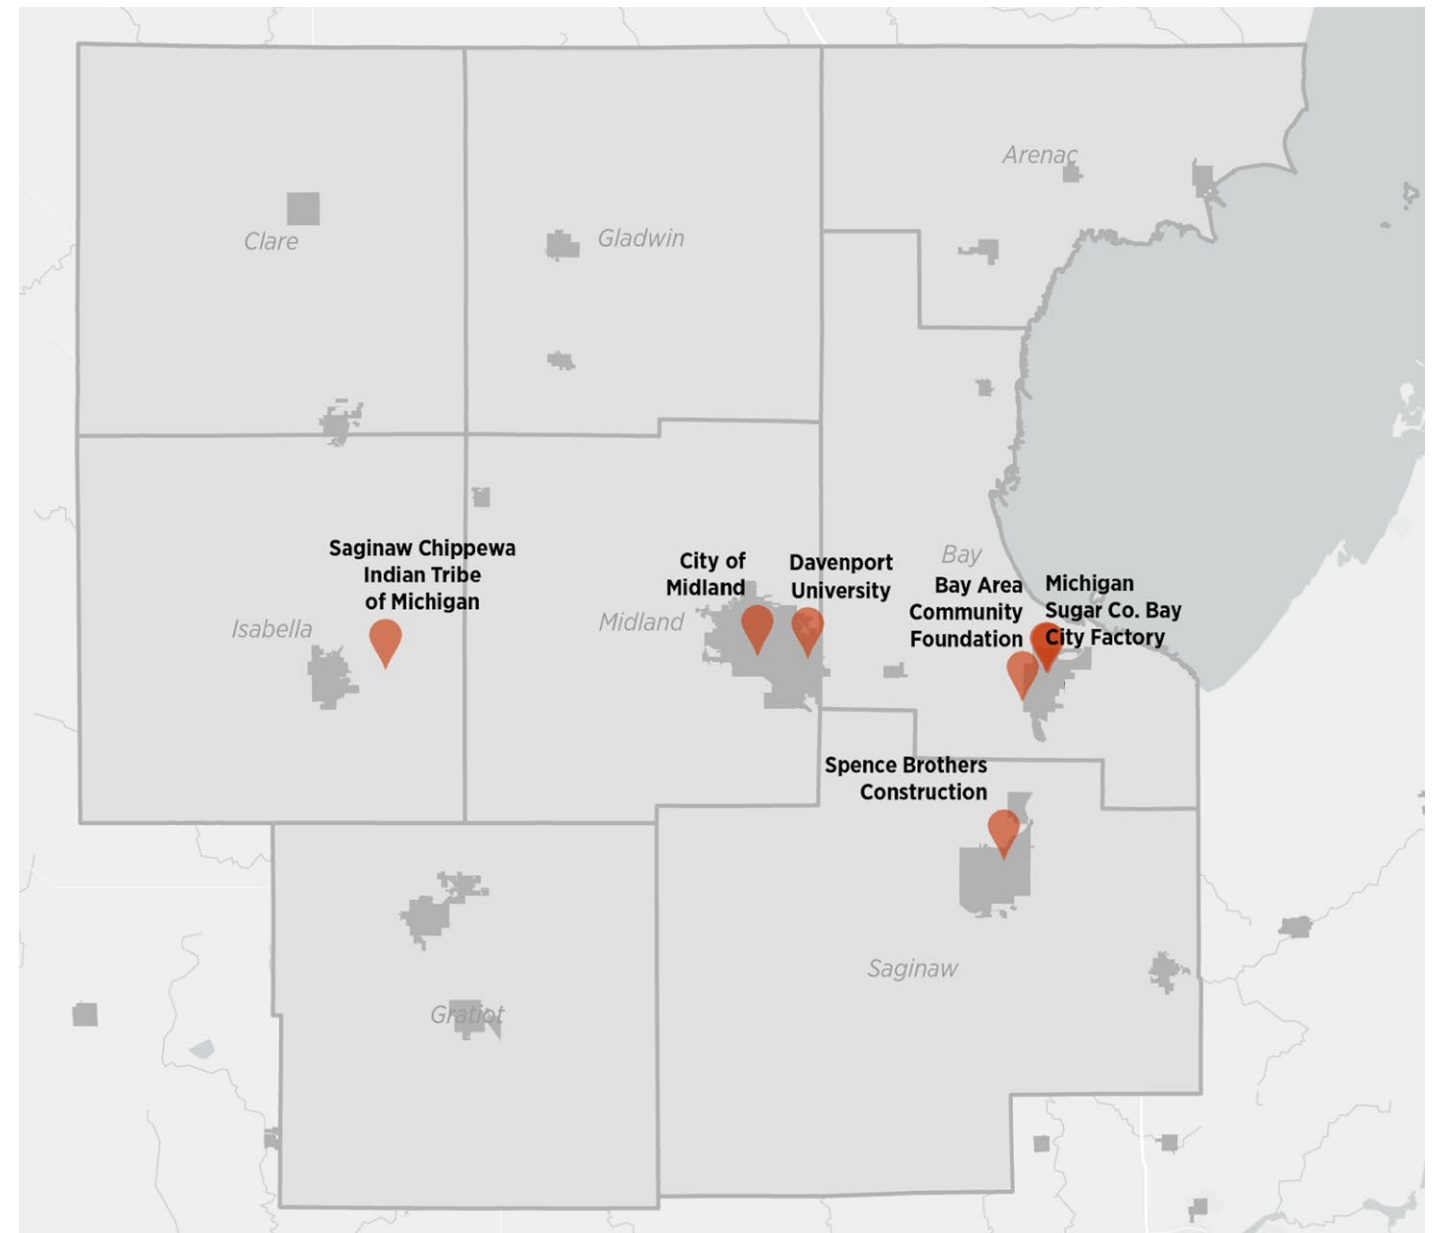 Arenac
Clare
Gladwin
Saginaw Chippewa
Indian Tribe
of Michigan
Isabella
City of
Midland
Midland
Davenport
University
Bay
Bay Area
Community
Foundation
Michigan
Sugar Co. Bay
City Factory
Spence Brothers
Construction
Saginaw
Gratiot